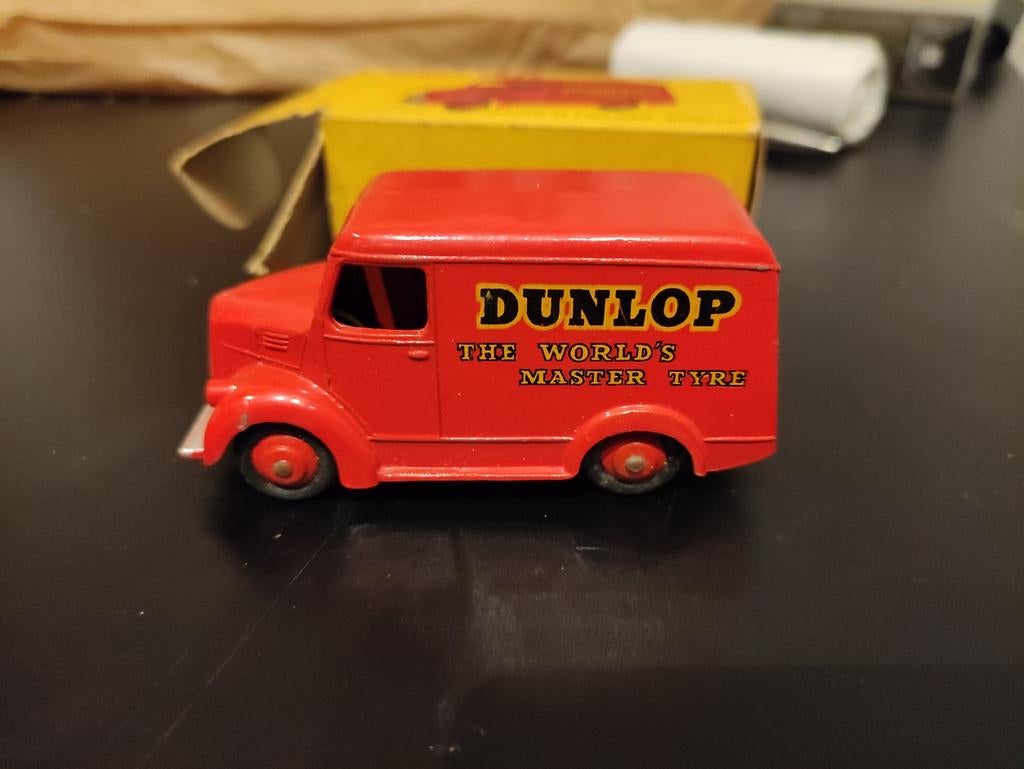 DUNLOP
THE WORLD'S
MASTER TYRE